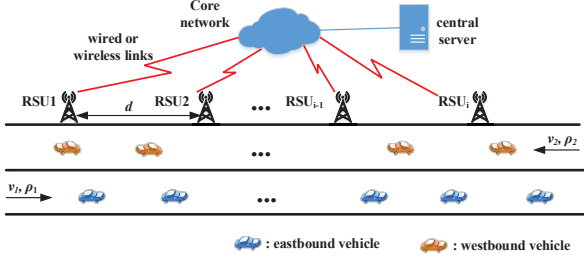 Core
network
wired or
wireless links
central
server
RSU1
d
RSU2
...
RSUi-1
RSUi
...
v2, ρ2
v1, ρ1
...
: eastbound vehicle
: westbound vehicle